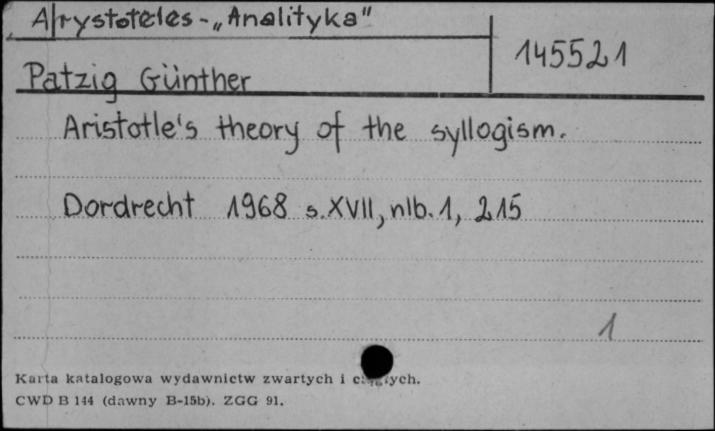 Arystoteles - „Analityka"
145521
Patzig Günther
Aristotle's theory of the syllogism.
Dordrecht 1968 s. XVII, nlb. 1, 215
1
Karta katalogowa wydawnictw zwartych i
CWD B 144 (dawny B-15b). ZGG 91.